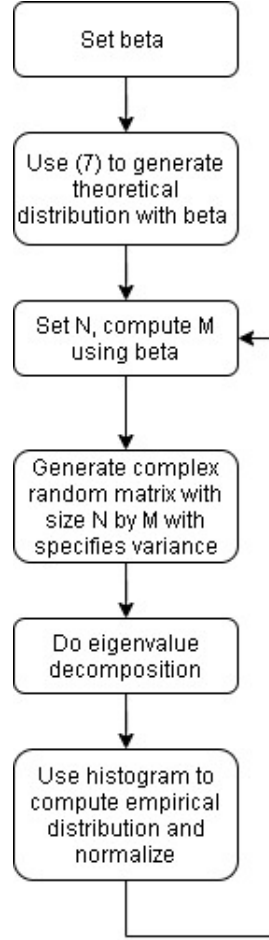 Set beta
Use (7) to generate
theoretical
distribution with beta
Set N, compute M
using beta
Generate complex
random matrix with
size N by M with
specifies variance
Do eigenvalue
decomposition
Use histogram to
compute empirical
distribution and
normalize